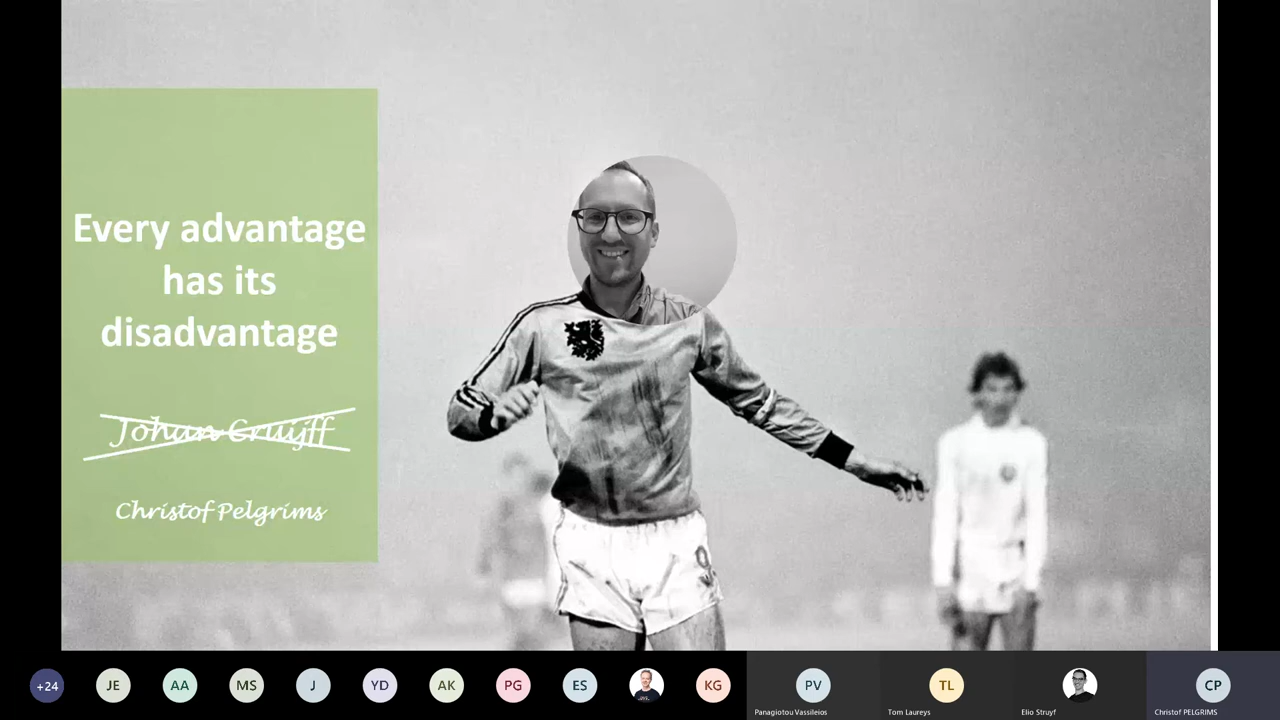 Every advantage
has its
disadvantage
Johan Cruijff
Christof Pelgrims
+24
JE
AA
MS
J
YD
AK
PG
ES
KG
PV
TL
CP
Panagiotou Vassileios
Tom Laureys
Elio Struyf
Christof PELGRIMS